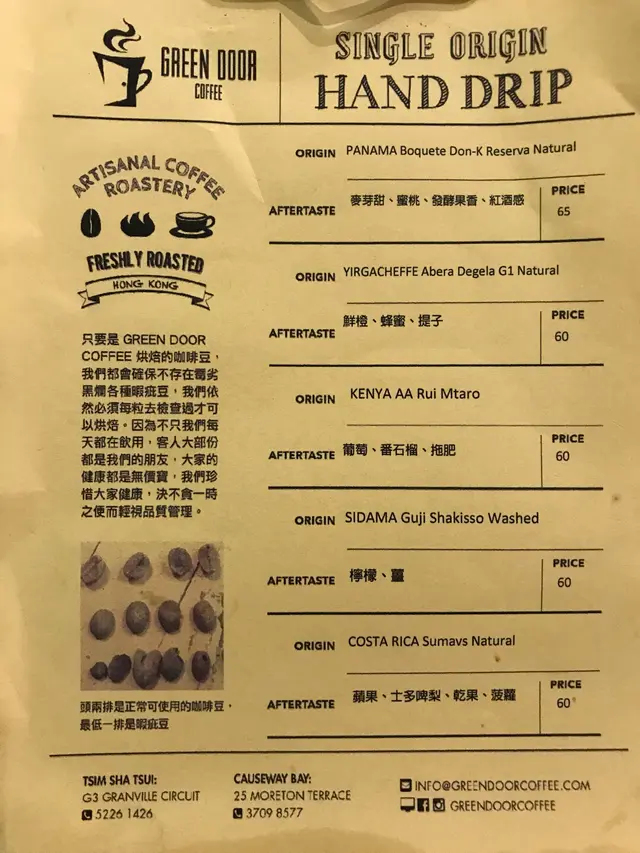 GREEN DOOR
COFFEE
SINGLE ORIGIN
HAND DRIP
ARTISANAL COFFEE
ROASTERY
FRESHLY ROASTED
HONG KONG
只要是 GREEN DOOR
COFFEE 烘焙的咖啡豆，
我們都會確保不存在霉劣
黑爛各種暇疵豆，我們依
然必須每粒去檢查過才可
以烘焙。因為不只我們每
天都在飲用，客人大部份
都是我們的朋友，大家的
健康都是無價寶，我們珍
惜大家健康，決不貪一時
之便而輕視品質管理。
頭兩排是正常可使用的咖啡豆，
最低一排是暇疵豆
ORIGIN PANAMA Boquete Don-K Reserva Natural
AFTERTASTE 麥芽甜、蜜桃、發酵果香、紅酒感
PRICE
65
ORIGIN YIRGACHEFFE Abera Degela G1 Natural
AFTERTASTE 鮮橙、蜂蜜、提子
PRICE
60
ORIGIN KENYA AA Rui Mtaro
AFTERTASTE 葡萄、番石榴、拖肥
PRICE
60
ORIGIN SIDAMA Guji Shakisso Washed
AFTERTASTE 檸檬、薑
PRICE
60
ORIGIN COSTA RICA Sumavs Natural
AFTERTASTE 蘋果、士多啤梨、乾果、菠蘿
PRICE
60
TSIM SHA TSUI:
G3 GRANVILLE CIRCUIT
5226 1426
CAUSEWAY BAY:
25 MORETON TERRACE
3709 8577
INFO@GREENDOORCOFFEE.COM
GREENDOORCOFFEE